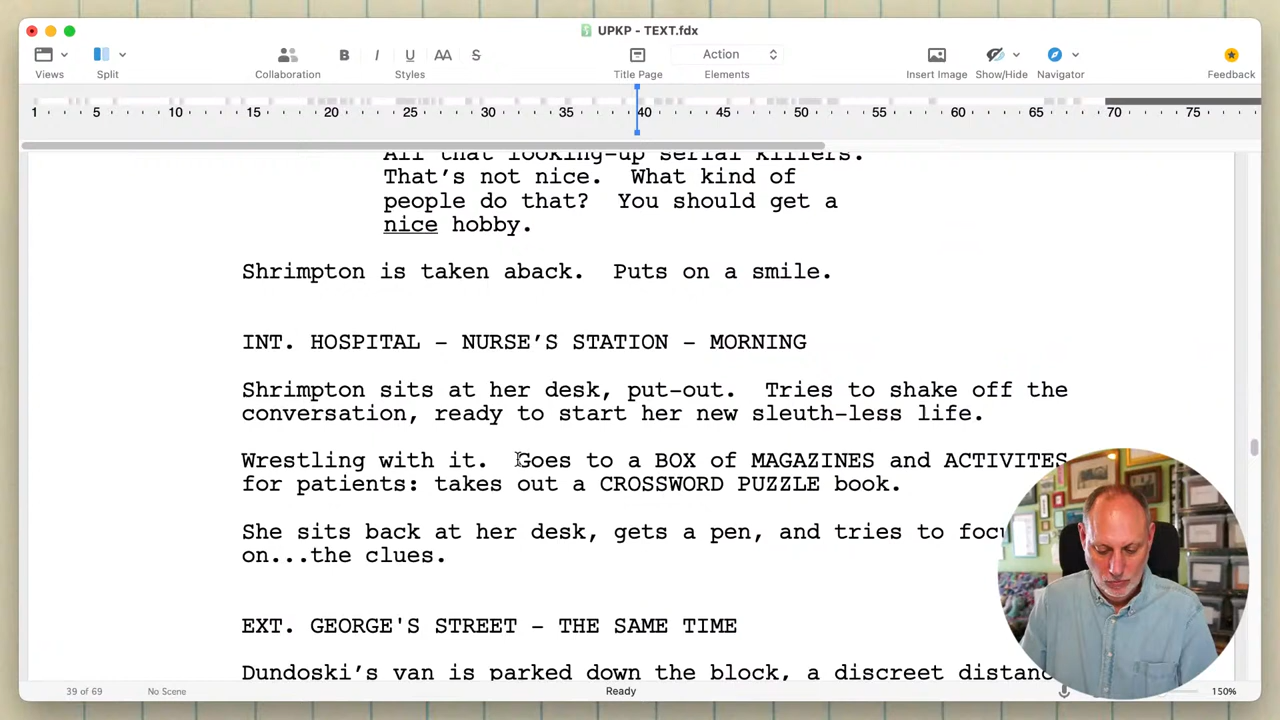 UPKP - TEXT.fdx
Views Split Collaboration B I U AA S Styles Title Page Action Elements Insert Image Show/Hide Navigator Feedback
1 5 10 15 20 25 30 35 40 45 50 55 60 65 70 75
All that looking-up serial killers.
That's not nice. What kind of
people do that? You should get a
nice hobby.
Shrimpton is taken aback. Puts on a smile.
INT. HOSPITAL - NURSE'S STATION - MORNING
Shrimpton sits at her desk, put-out. Tries to shake off the
conversation, ready to start her new sleuth-less life.
Wrestling with it. Goes to a BOX of MAGAZINES and ACTIVITES
for patients: takes out a CROSSWORD PUZZLE book.
She sits back at her desk, gets a pen, and tries to
on...the clues.
EXT. GEORGE'S STREET - THE SAME TIME
Dundoski's van is parked down the block, a discreet
39 of 69 No Scene Ready 150%